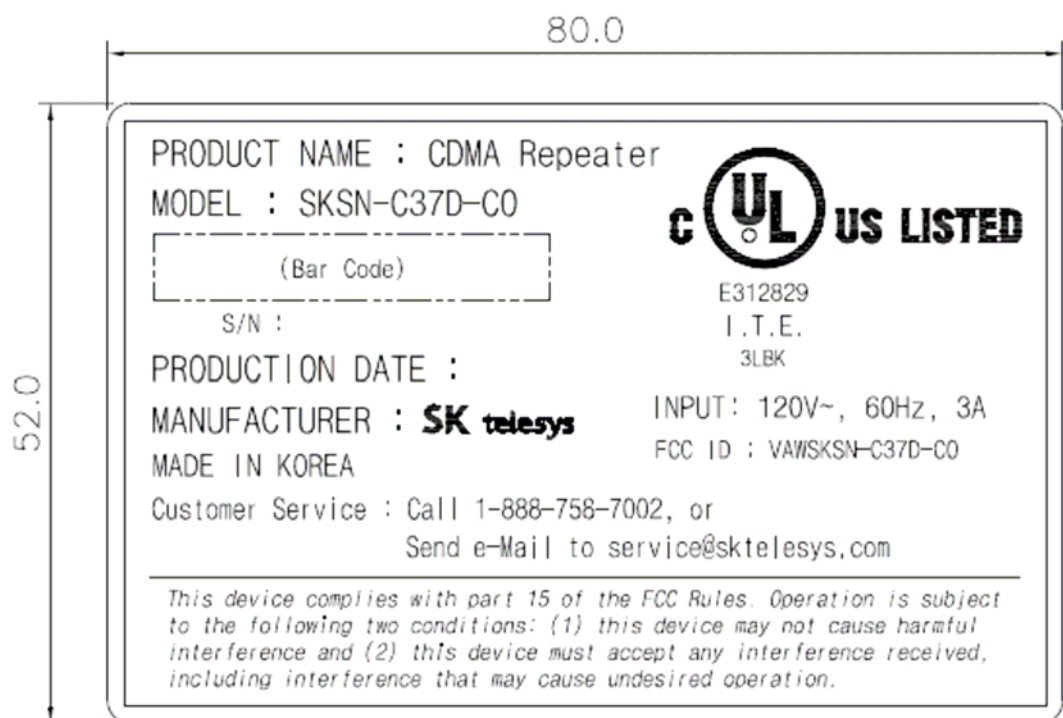 80.0
52.0
PRODUCT NAME : CDMA Repeater
MODEL : SKSN-C37D-C0
(Bar Code)
S/N :
PRODUCTION DATE :
MANUFACTURER : SK telesys
MADE IN KOREA
C UL US LISTED
E312829
I.T.E.
3LBK
INPUT: 120V~, 60Hz, 3A
FCC ID : VAWSKSN-C37D-C0
Customer Service : Call 1-888-758-7002, or
Send e-Mail to service@sktelesys.com
This device complies with part 15 of the FCC Rules. Operation is subject
to the following two conditions: (1) this device may not cause harmful
interference and (2) this device must accept any interference received,
including interference that may cause undesired operation.